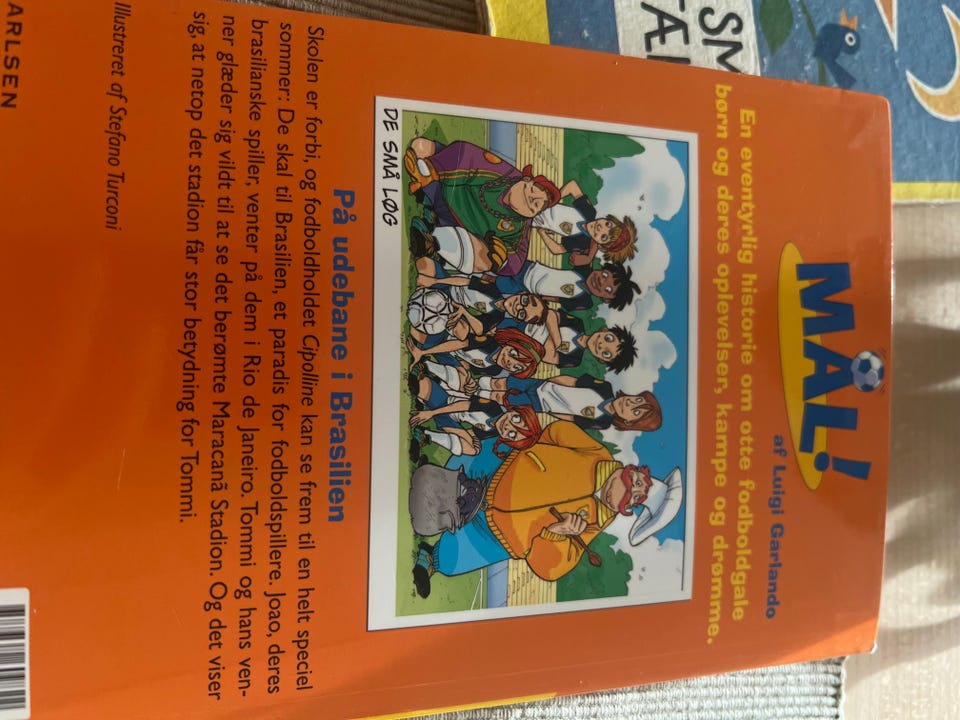 MÅL!
af Luigi Garlando
En eventyrlig historie om otte fodboldgale
børn og deres oplevelser, kampe og drømme.
DE SMÅ LØG
På udebane i Brasilien
Skolen er forbi, og fodboldholdet Cipolline kan se frem til en helt speciel
sommer: De skal til Brasilien, et paradis for fodboldspillere. Joao, deres
brasilianske spiller, venter på dem i Rio de Janeiro. Tommi og hans ven-
ner glæder sig vildt til at se det berømte Maracanã Stadion. Og det viser
sig, at netop det stadion får stor betydning for Tommi.
Illustreret af Stefano Turconi
ARLSEN
SM